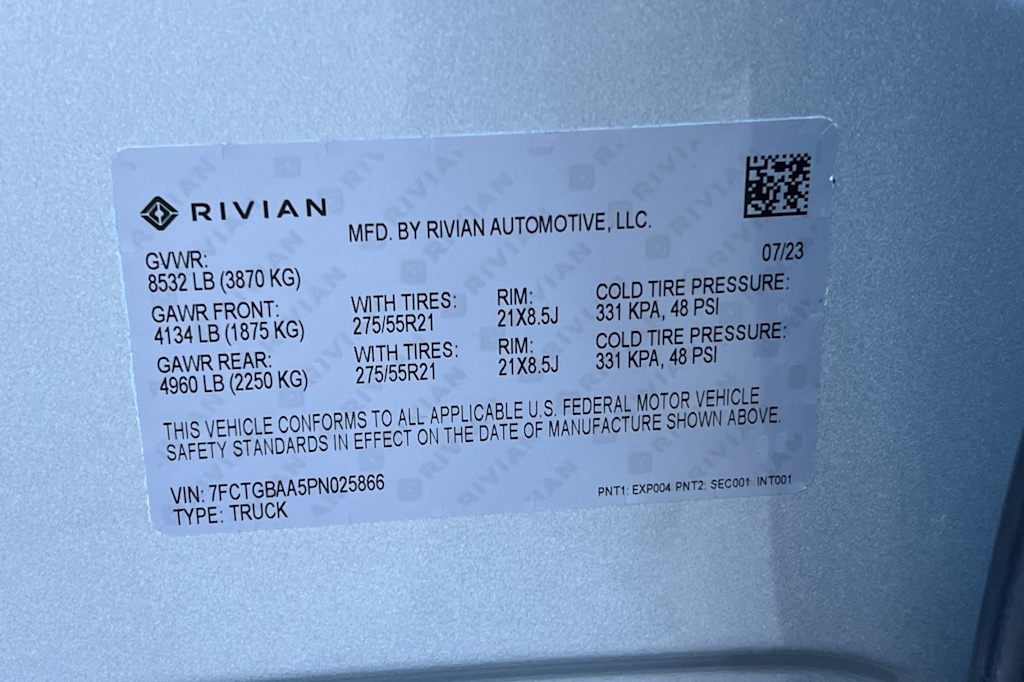 RIVIAN
MFD. BY RIVIAN AUTOMOTIVE, LLC.
07/23
GVWR:
8532 LB (3870 KG)
GAWR FRONT: WITH TIRES: RIM: COLD TIRE PRESSURE:
4134 LB (1875 KG) 275/55R21 21X8.5J 331 KPA, 48 PSI
GAWR REAR: WITH TIRES: RIM: COLD TIRE PRESSURE:
4960 LB (2250 KG) 275/55R21 21X8.5J 331 KPA, 48 PSI
THIS VEHICLE CONFORMS TO ALL APPLICABLE U.S. FEDERAL MOTOR VEHICLE
SAFETY STANDARDS IN EFFECT ON THE DATE OF MANUFACTURE SHOWN ABOVE.
VIN: 7FCTGBAA5PN025866
TYPE: TRUCK
PNT1: EXP004 PNT2: SEC001 INT001